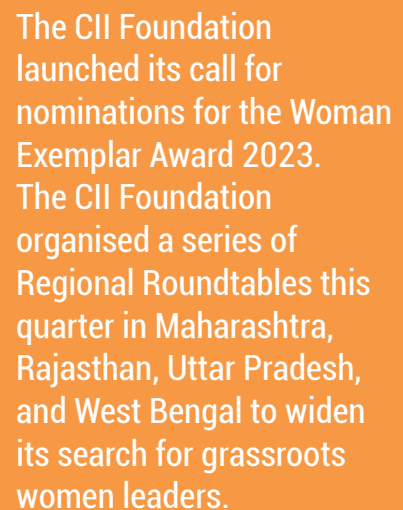 The CII Foundation
launched its call for
nominations for the Woman
Exemplar Award 2023.
The CII Foundation
organised a series of
Regional Roundtables this
quarter in Maharashtra,
Rajasthan, Uttar Pradesh,
and West Bengal to widen
its search for grassroots
women leaders.